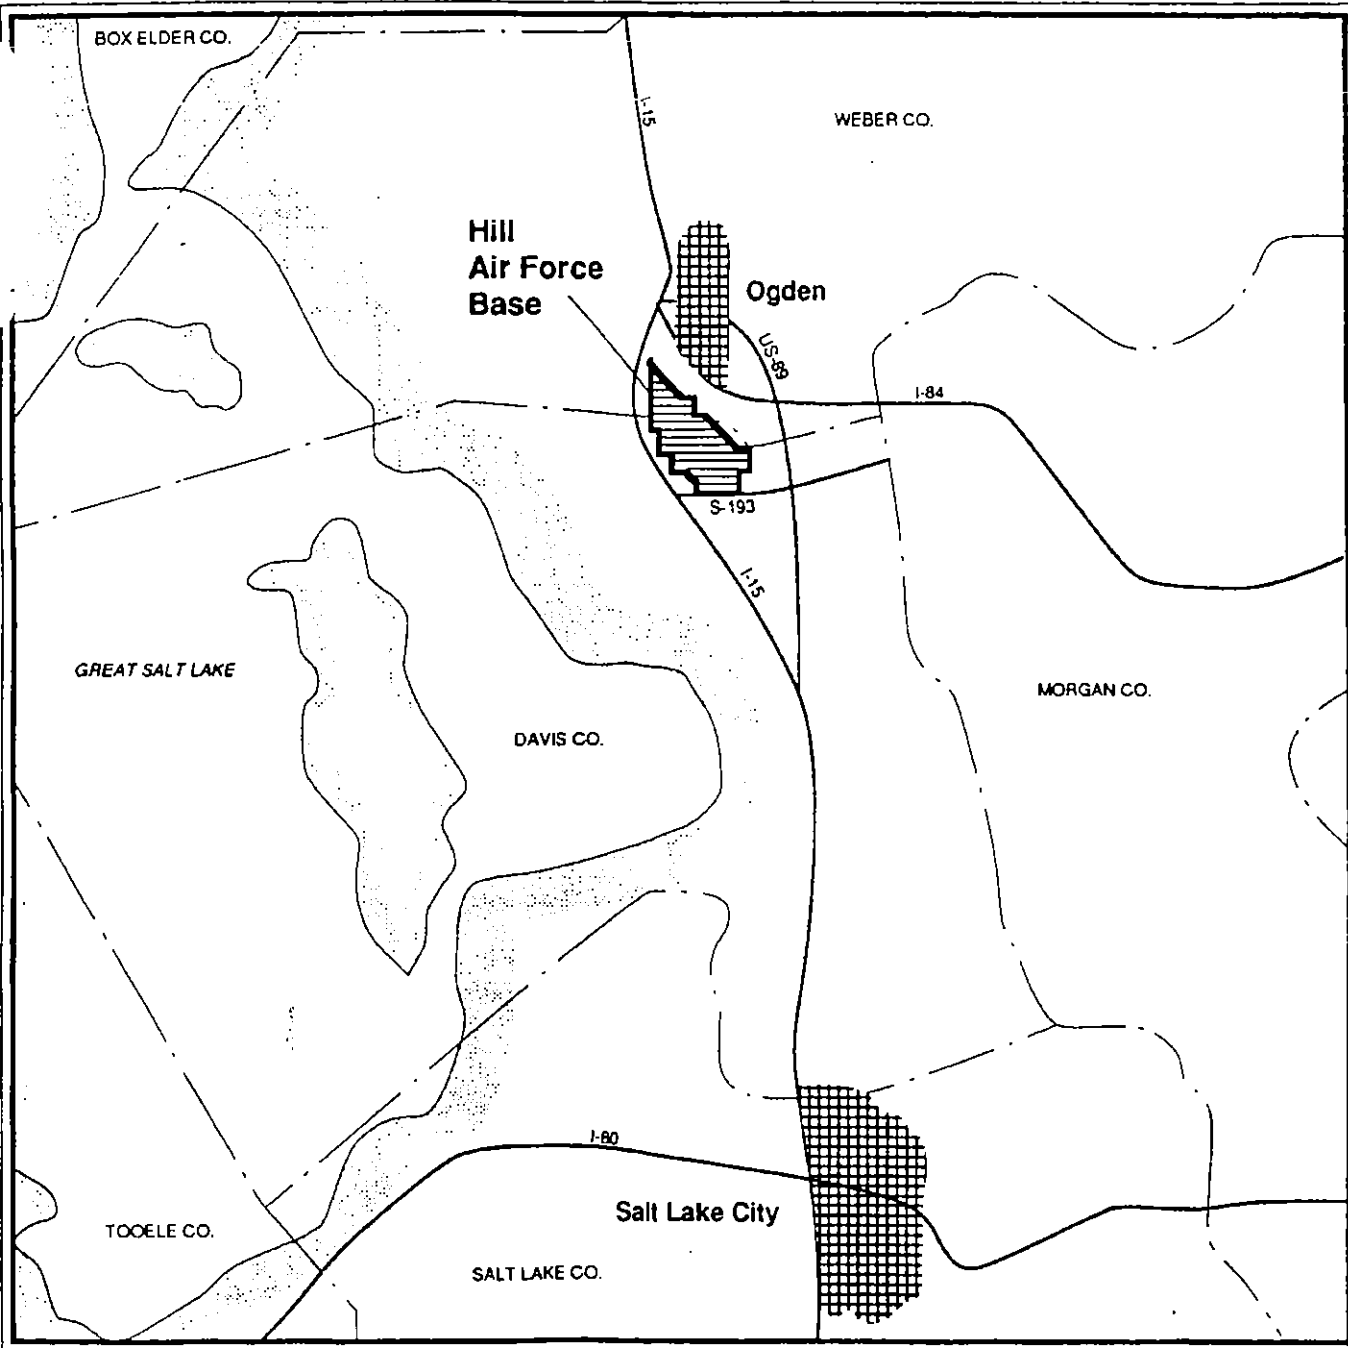 BOX ELDER CO.
I-15
WEBER CO.
Hill
Air Force
Base
Ogden
US-89
I-84
S-193
I-15
GREAT SALT LAKE
MORGAN CO.
DAVIS CO.
I-80
Salt Lake City
TOOELE CO.
SALT LAKE CO.